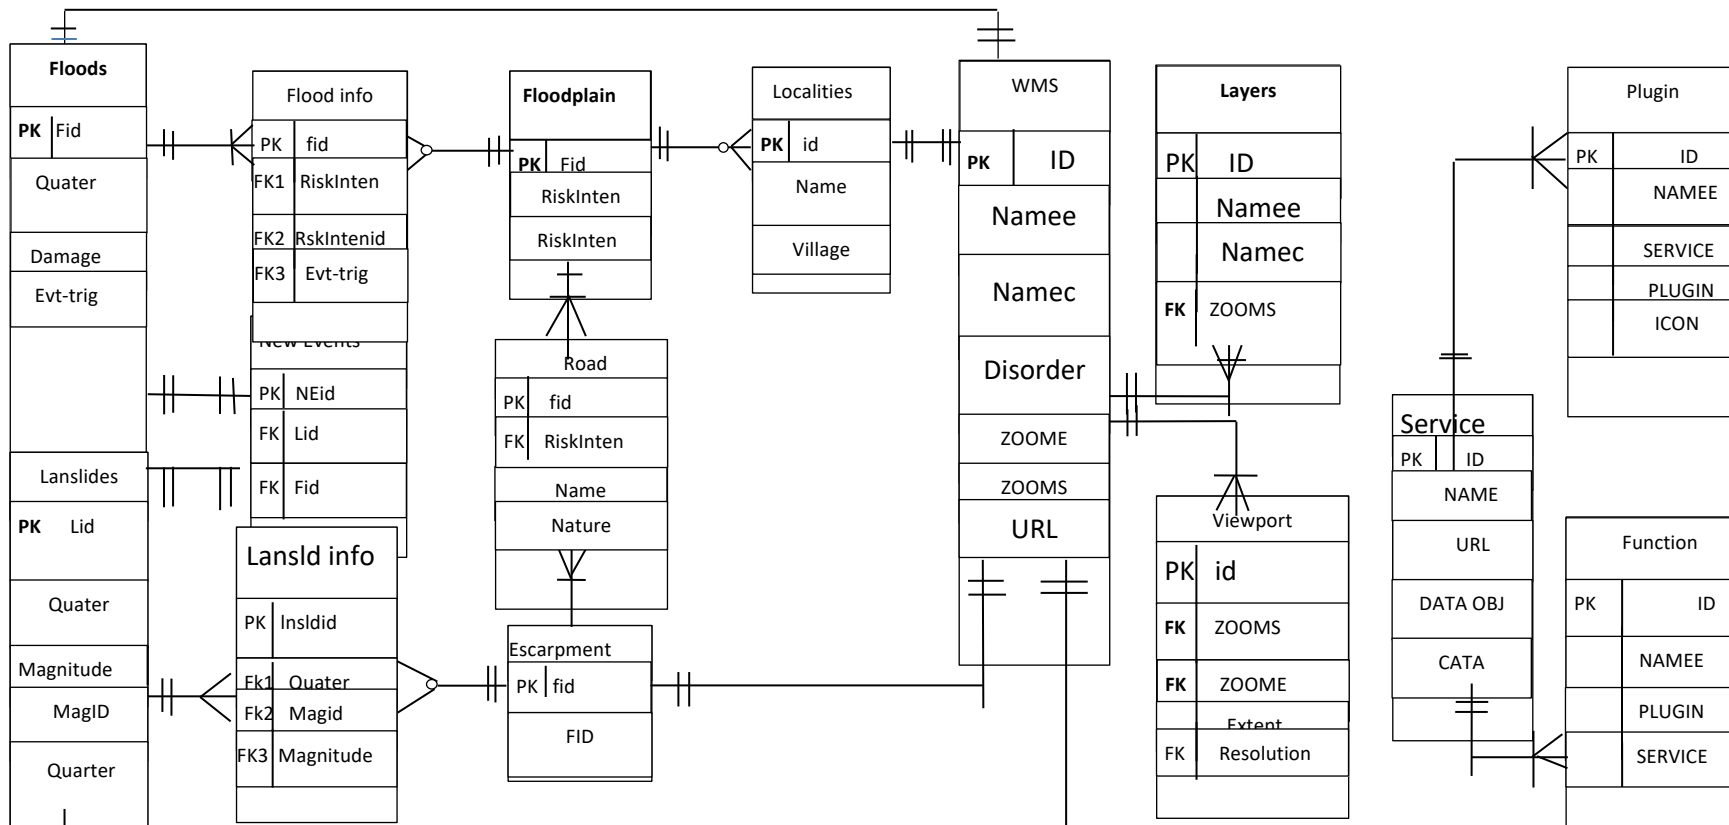 Floods
PK Fid
Quater
Damage
Evt-trig
Flood info
PK fid
FK1 RiskInten
FK2 RskIntenid
FK3 Evt-trig
New Events
PK NEid
FK Lid
FK Fid
Lanslides
PK Lid
Quater
Magnitude
MagID
Quarter
Lansld info
PK lnsldid
Fk1 Quater
Fk2 Magid
FK3 Magnitude
Floodplain
PK Fid
RiskInten
RiskInten
Road
PK fid
FK RiskInten
Name
Nature
Escarpment
PK fid
FID
Localities
PK id
Name
Village
WMS
PK ID
Namee
Namec
Disorder
ZOOME
ZOOMS
URL
Layers
PK ID
Namee
Namec
FK ZOOMS
Viewport
PK id
FK ZOOMS
FK ZOOME
Extent
FK Resolution
Service
PK ID
NAME
URL
DATA OBJ
CATA
Plugin
PK ID
NAMEE
SERVICE
PLUGIN
ICON
Function
PK ID
NAMEE
PLUGIN
SERVICE